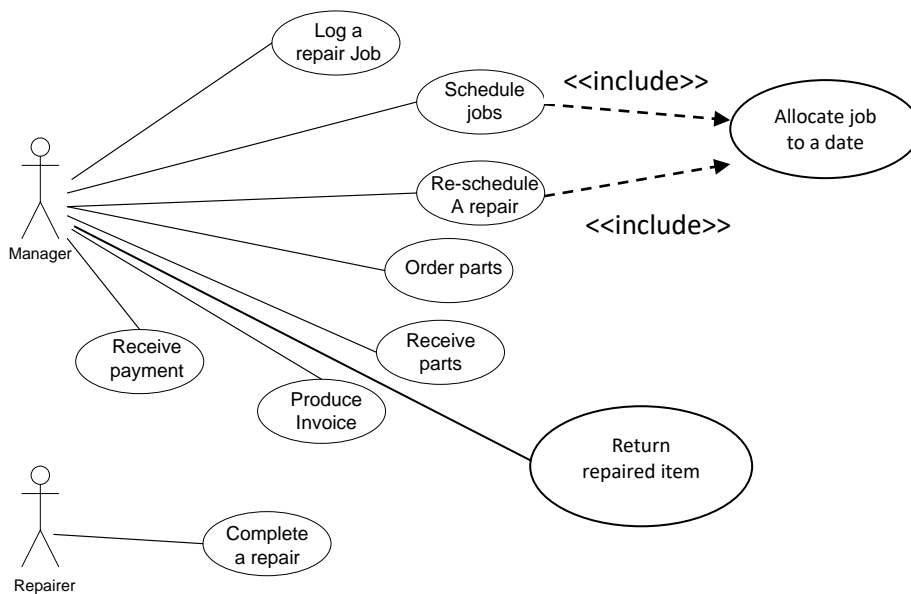 Log a
repair Job
Schedule
jobs
<<include>>
Allocate job
to a date
Re-schedule
A repair
<<include>>
Manager
Order parts
Receive
payment
Receive
parts
Produce
Invoice
Return
repaired item
Complete
a repair
Repairer